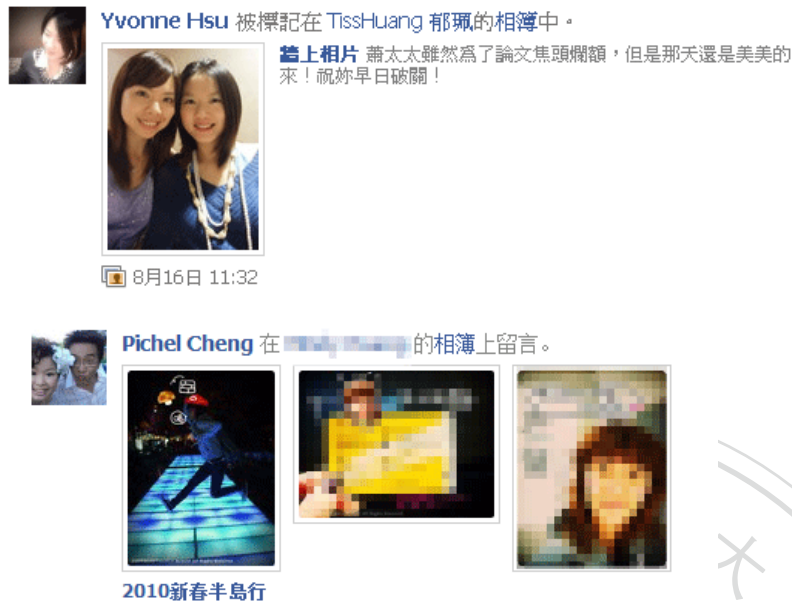 Yvonne Hsu 被標記在 TissHuang 郁珮的相簿中。
牆上相片 蕭太太雖然為了論文焦頭爛額，但是那天還是美美的
來！祝妳早日破關！
8月16日 11:32
Pichel Cheng 在 的相簿上留言。
2010新春半島行